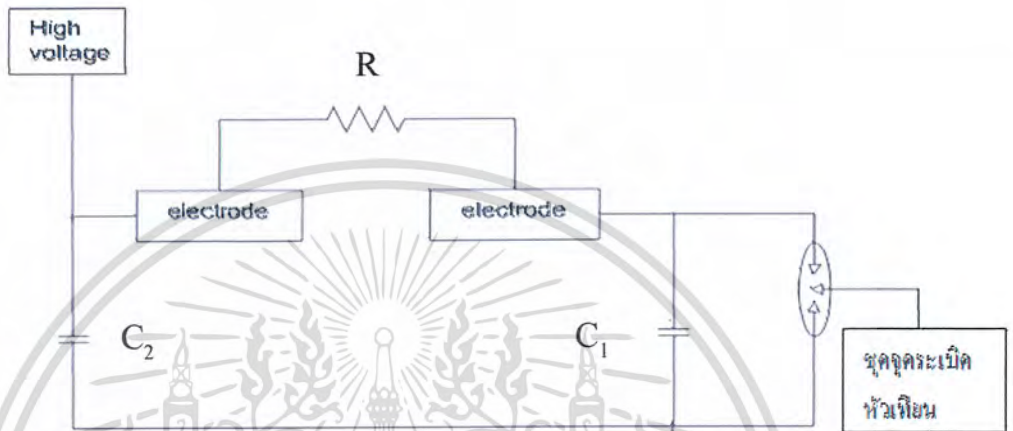 High
voltage
R
electrode
electrode
C₂
C₁
ชุดจุดระเบิด
หัวเทียน